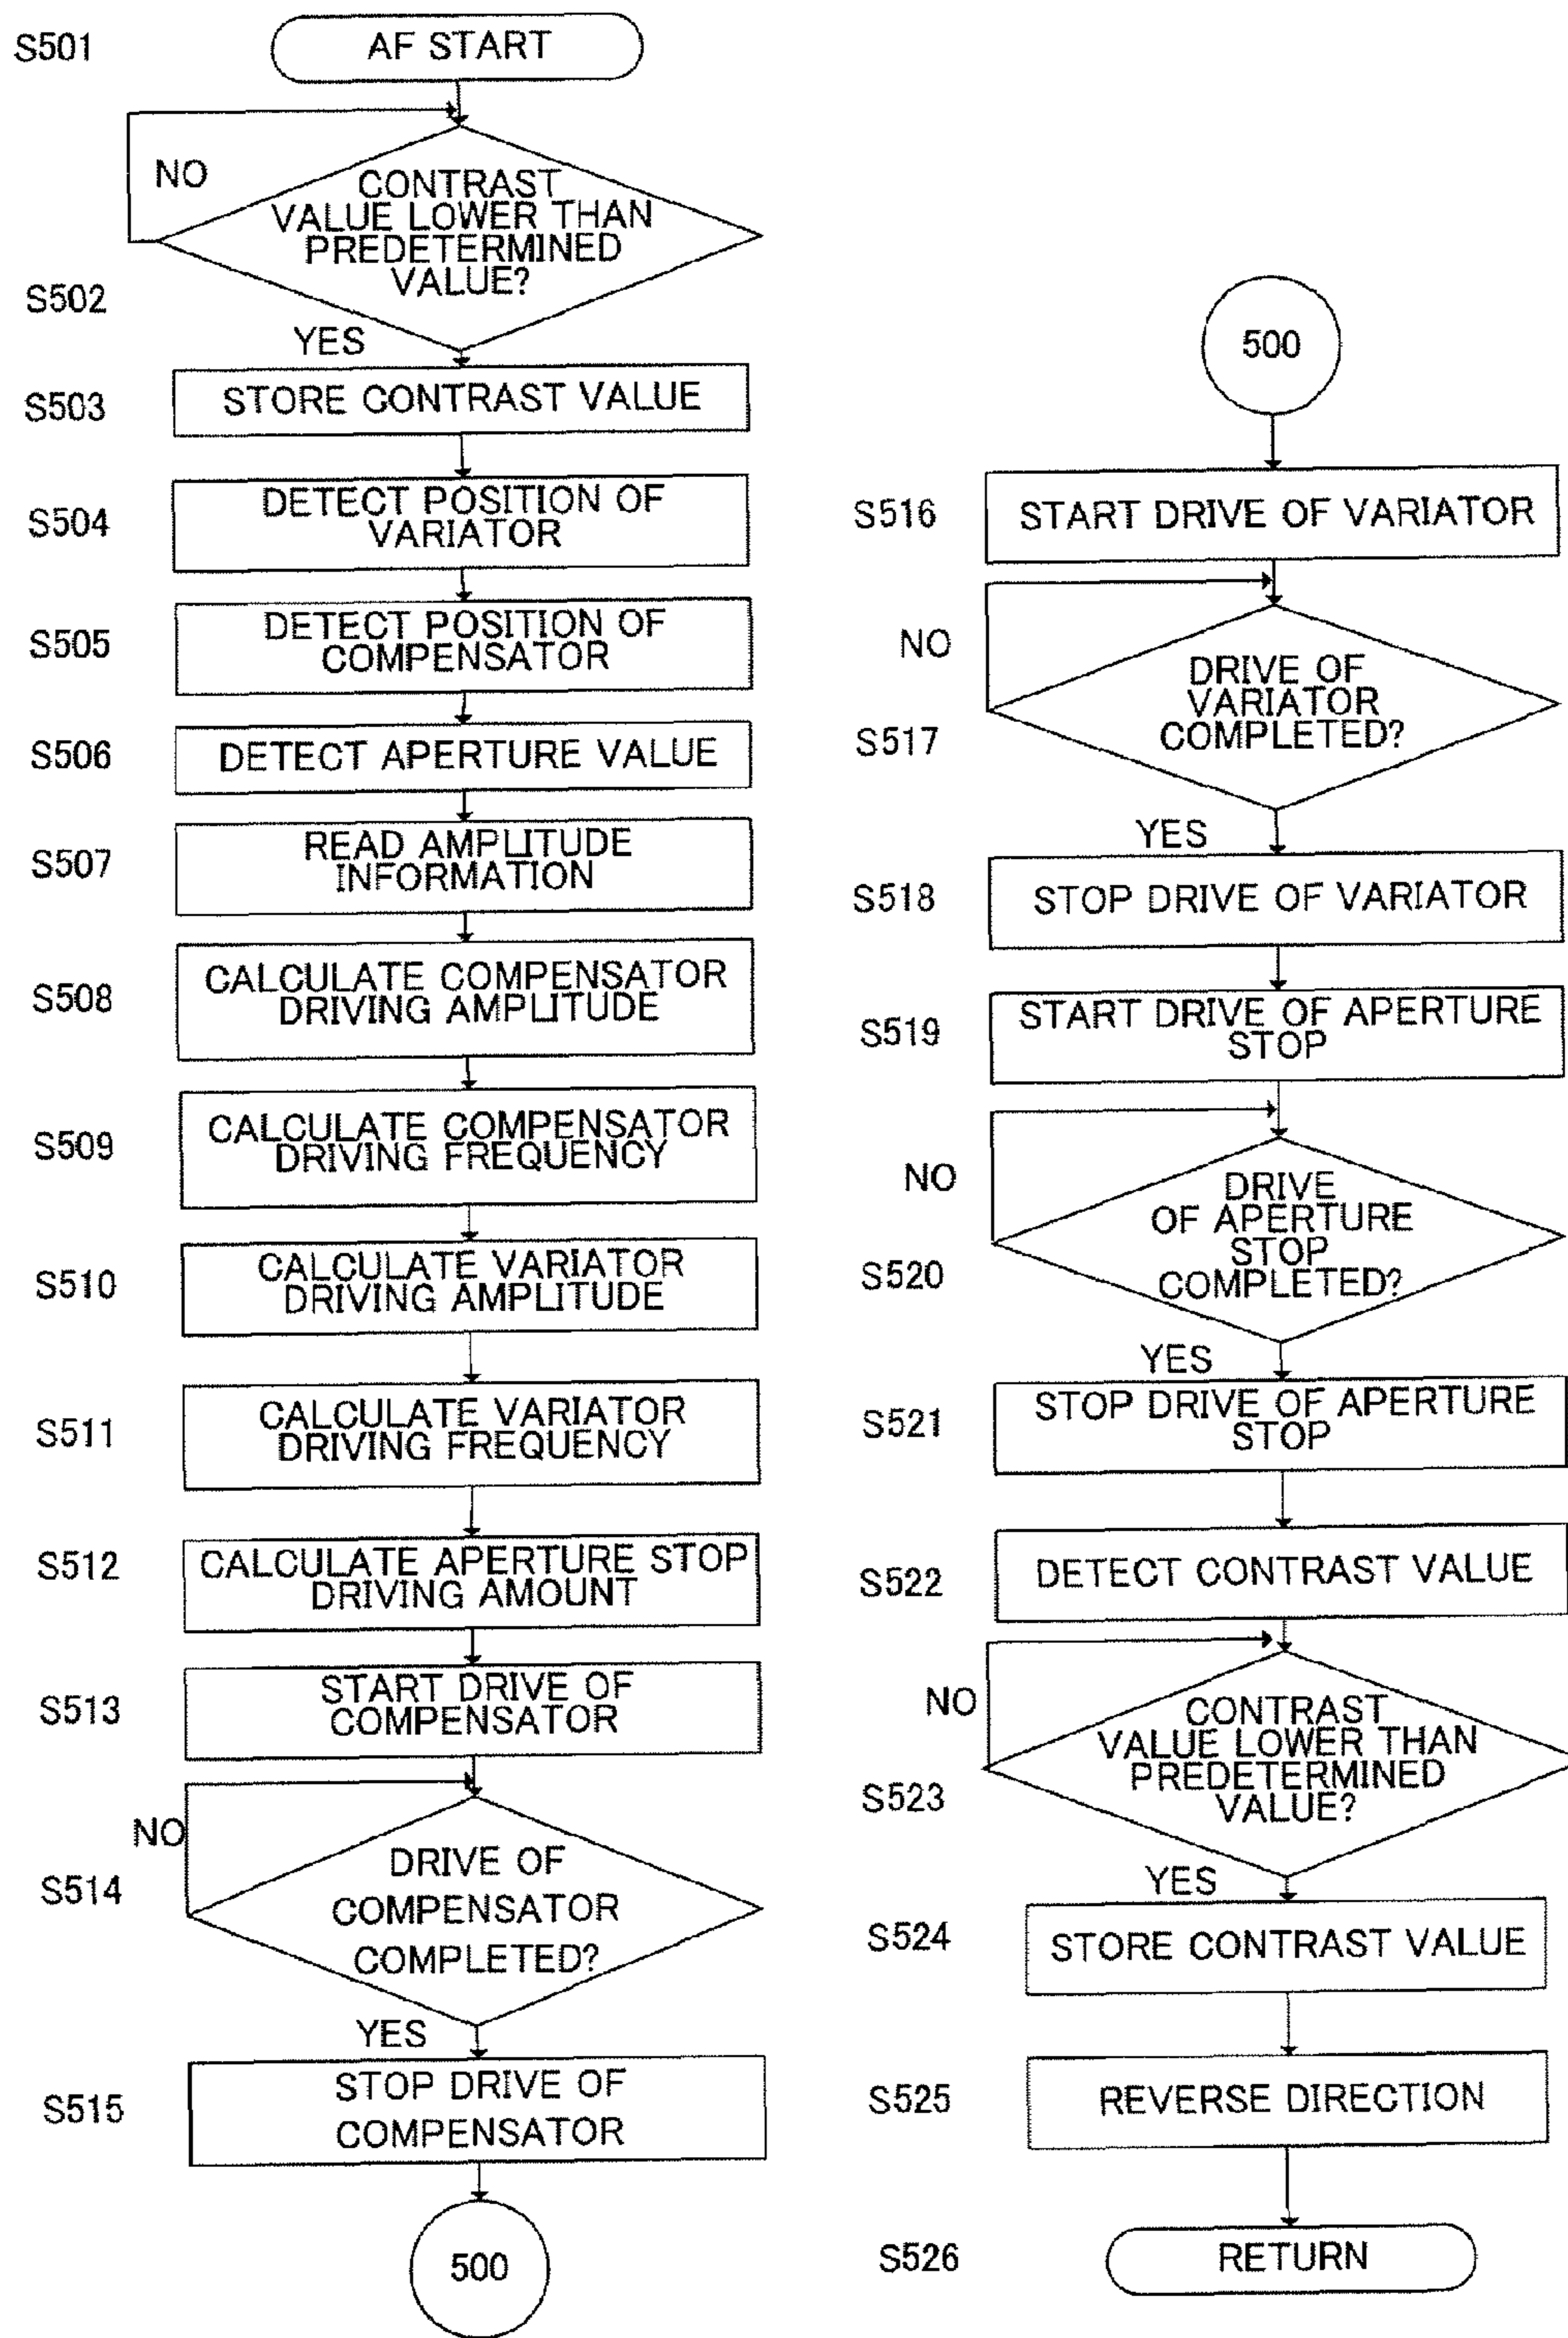 S501
AF START
NO
CONTRAST
VALUE LOWER THAN
PREDETERMINED
VALUE?
S502
YES
S503
STORE CONTRAST VALUE
S504
DETECT POSITION OF
VARIATOR
S505
DETECT POSITION OF
COMPENSATOR
S506
DETECT APERTURE VALUE
S507
READ AMPLITUDE
INFORMATION
S508
CALCULATE COMPENSATOR
DRIVING AMPLITUDE
S509
CALCULATE COMPENSATOR
DRIVING FREQUENCY
S510
CALCULATE VARIATOR
DRIVING AMPLITUDE
S511
CALCULATE VARIATOR
DRIVING FREQUENCY
S512
CALCULATE APERTURE STOP
DRIVING AMOUNT
S513
START DRIVE OF
COMPENSATOR
NO
S514
DRIVE OF
COMPENSATOR
COMPLETED?
YES
S515
STOP DRIVE OF
COMPENSATOR
500
500
S516
START DRIVE OF VARIATOR
NO
S517
DRIVE OF
VARIATOR
COMPLETED?
YES
S518
STOP DRIVE OF VARIATOR
S519
START DRIVE OF APERTURE
STOP
NO
S520
DRIVE
OF APERTURE
STOP
COMPLETED?
YES
S521
STOP DRIVE OF APERTURE
STOP
S522
DETECT CONTRAST VALUE
NO
S523
CONTRAST
VALUE LOWER THAN
PREDETERMINED
VALUE?
YES
S524
STORE CONTRAST VALUE
S525
REVERSE DIRECTION
S526
RETURN